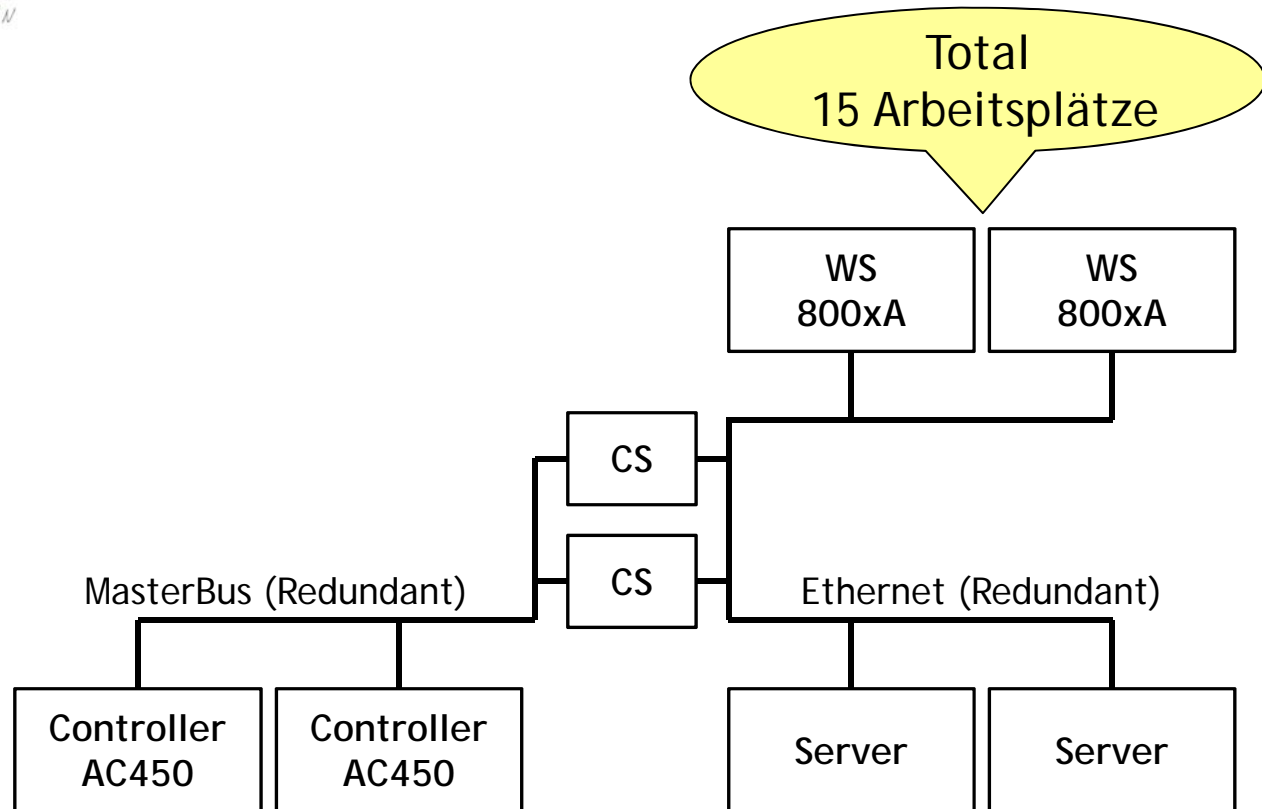 Total
15 Arbeitsplätze
WS
800xA
WS
800xA
CS
CS
MasterBus (Redundant)
Ethernet (Redundant)
Controller
AC450
Controller
AC450
Server
Server